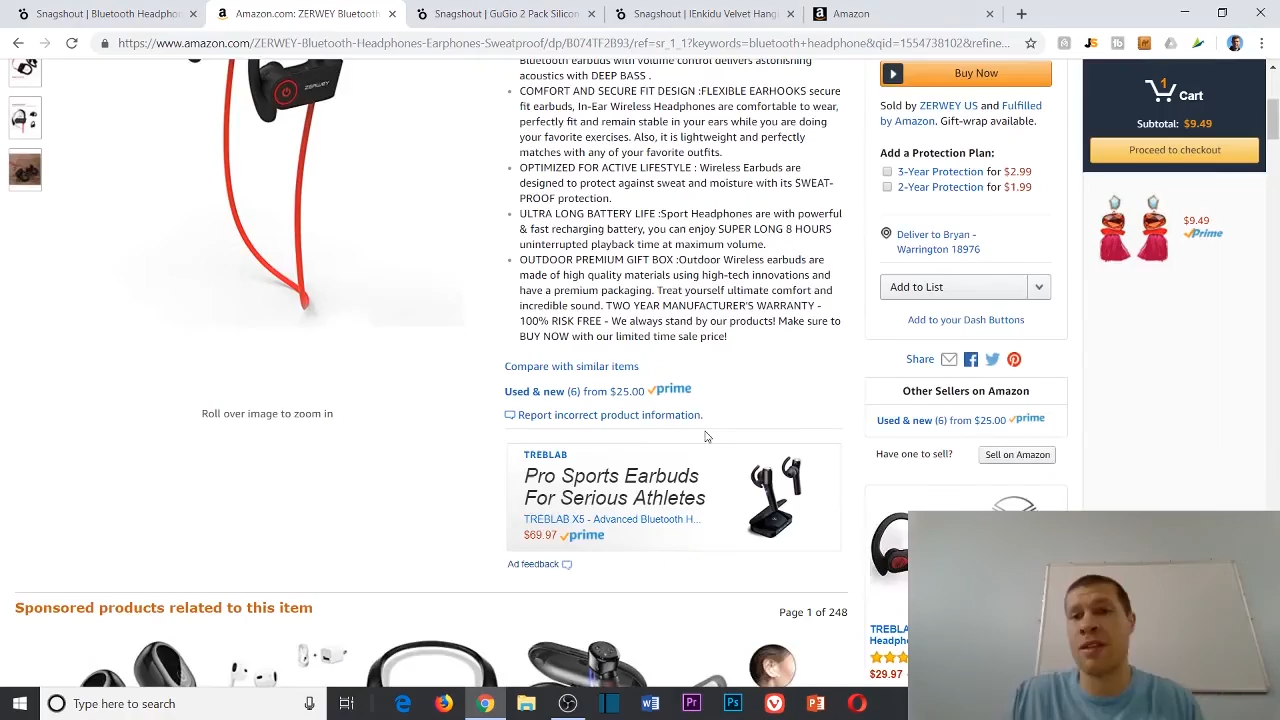 Snagshout | Bluetooth Headphon
Amazon.com: ZERWEY Bluetooth
Snagshout | GuGio 2 Pack Silicon
Snagshout | IEnkidu Velvet Hang
Amazon
https://www.amazon.com/ZERWEY-Bluetooth-Headphones-Earphones-Sweatproof/dp/B074TF2B93/ref=sr_1_1?keywords=bluetooth+headphone&qid=1554738102&refine...
Bluetooth earbuds with volume control delivers astonishing
acoustics with DEEP BASS .
COMFORT AND SECURE FIT DESIGN :FLEXIBLE EARHOOKS secure
fit earbuds, In-Ear Wireless Headphones are comfortable to wear,
perfectly fit and remain stable in your ears while you are doing
your favorite exercises. Also, it is lightweight and perfectly
matches with any of your favorite outfits.
OPTIMIZED FOR ACTIVE LIFESTYLE : Wireless Earbuds are
designed to protect against sweat and moisture with its SWEAT-
PROOF protection.
ULTRA LONG BATTERY LIFE :Sport Headphones are with powerful
& fast recharging battery, you can enjoy SUPER LONG 8 HOURS
uninterrupted playback time at maximum volume.
OUTDOOR PREMIUM GIFT BOX :Outdoor Wireless earbuds are
made of high quality materials using high-tech innovations and
have a premium packaging. Treat yourself ultimate comfort and
incredible sound. TWO YEAR MANUFACTURER'S WARRANTY -
100% RISK FREE - We always stand by our products! Make sure to
BUY NOW with our limited time sale price!
Compare with similar items
Used & new (6) from $25.00 prime
Report incorrect product information.
ZERWEY
Roll over image to zoom in
TREBLAB
Pro Sports Earbuds
For Serious Athletes
TREBLAB X5 - Advanced Bluetooth H...
$69.97 prime
Ad feedback
Sponsored products related to this item
Page 1 of 248
Buy Now
Sold by ZERWEY US and Fulfilled
by Amazon. Gift-wrap available.
Add a Protection Plan:
3-Year Protection for $2.99
2-Year Protection for $1.99
Deliver to Bryan -
Warrington 18976
Add to List
Add to your Dash Buttons
Share
Other Sellers on Amazon
Used & new (6) from $25.00 prime
Have one to sell?
Sell on Amazon
TREBLA
Headph
$29.97
1
Cart
Subtotal: $9.49
Proceed to checkout
$9.49
Prime
Type here to search